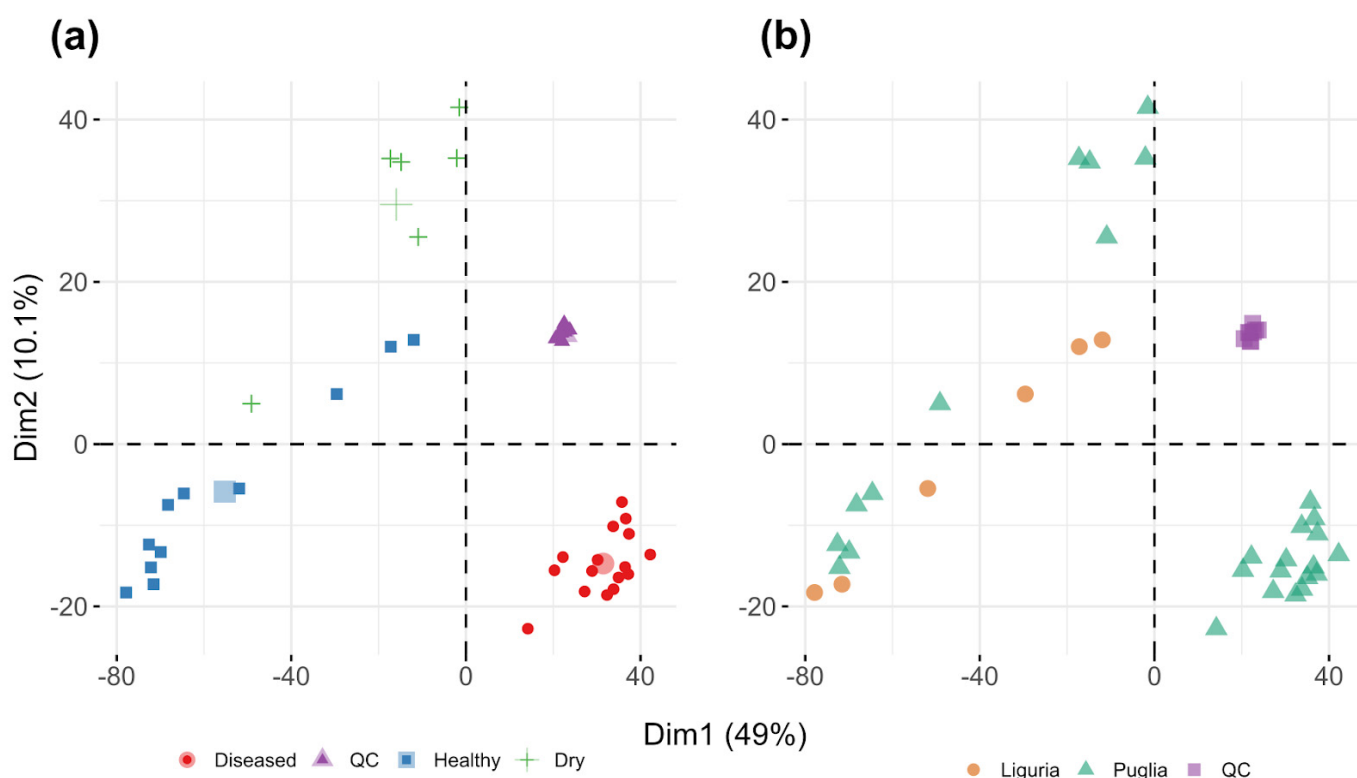 (a) (b)
40 40
20 20
0 0
-20 -20
-80 -40 0 40 -80 -40 0 40
Dim2 (10.1%)
Dim1 (49%)
Diseased QC Healthy Dry
Liguria Puglia QC